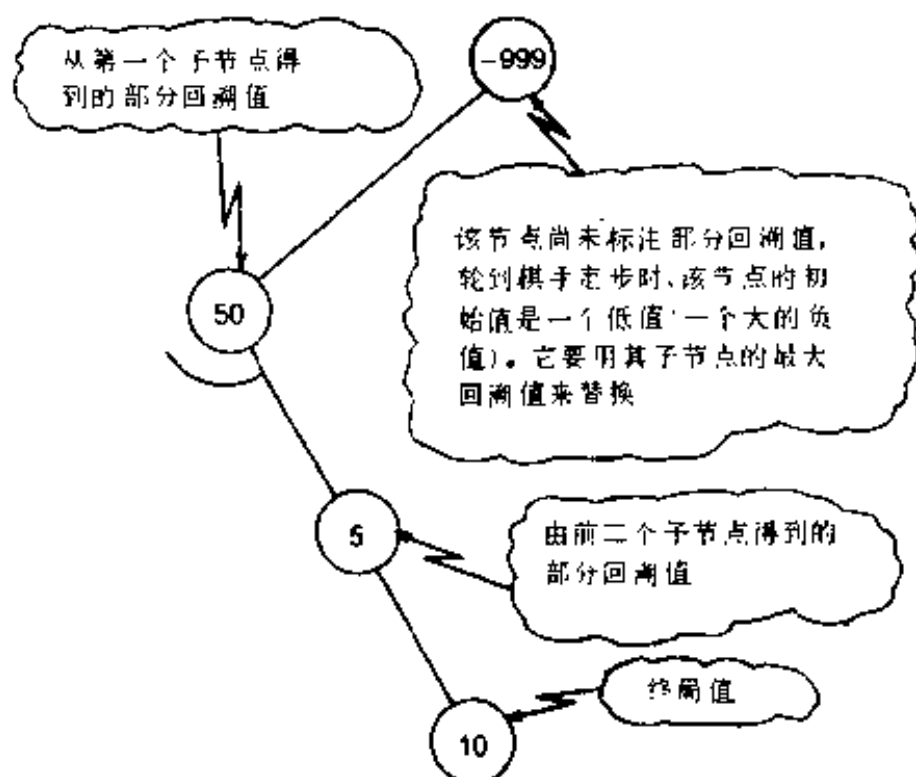 从第一个子节点得
到的部分回溯值
-999
该节点尚未标注部分回溯值,
轮到棋手走步时、该节点的初
始值是一个低值(一个大的负
值)。它要用其子节点的最大
回溯值来替换
50
5
由前二个子节点得到的
部分回溯值
终局值
10